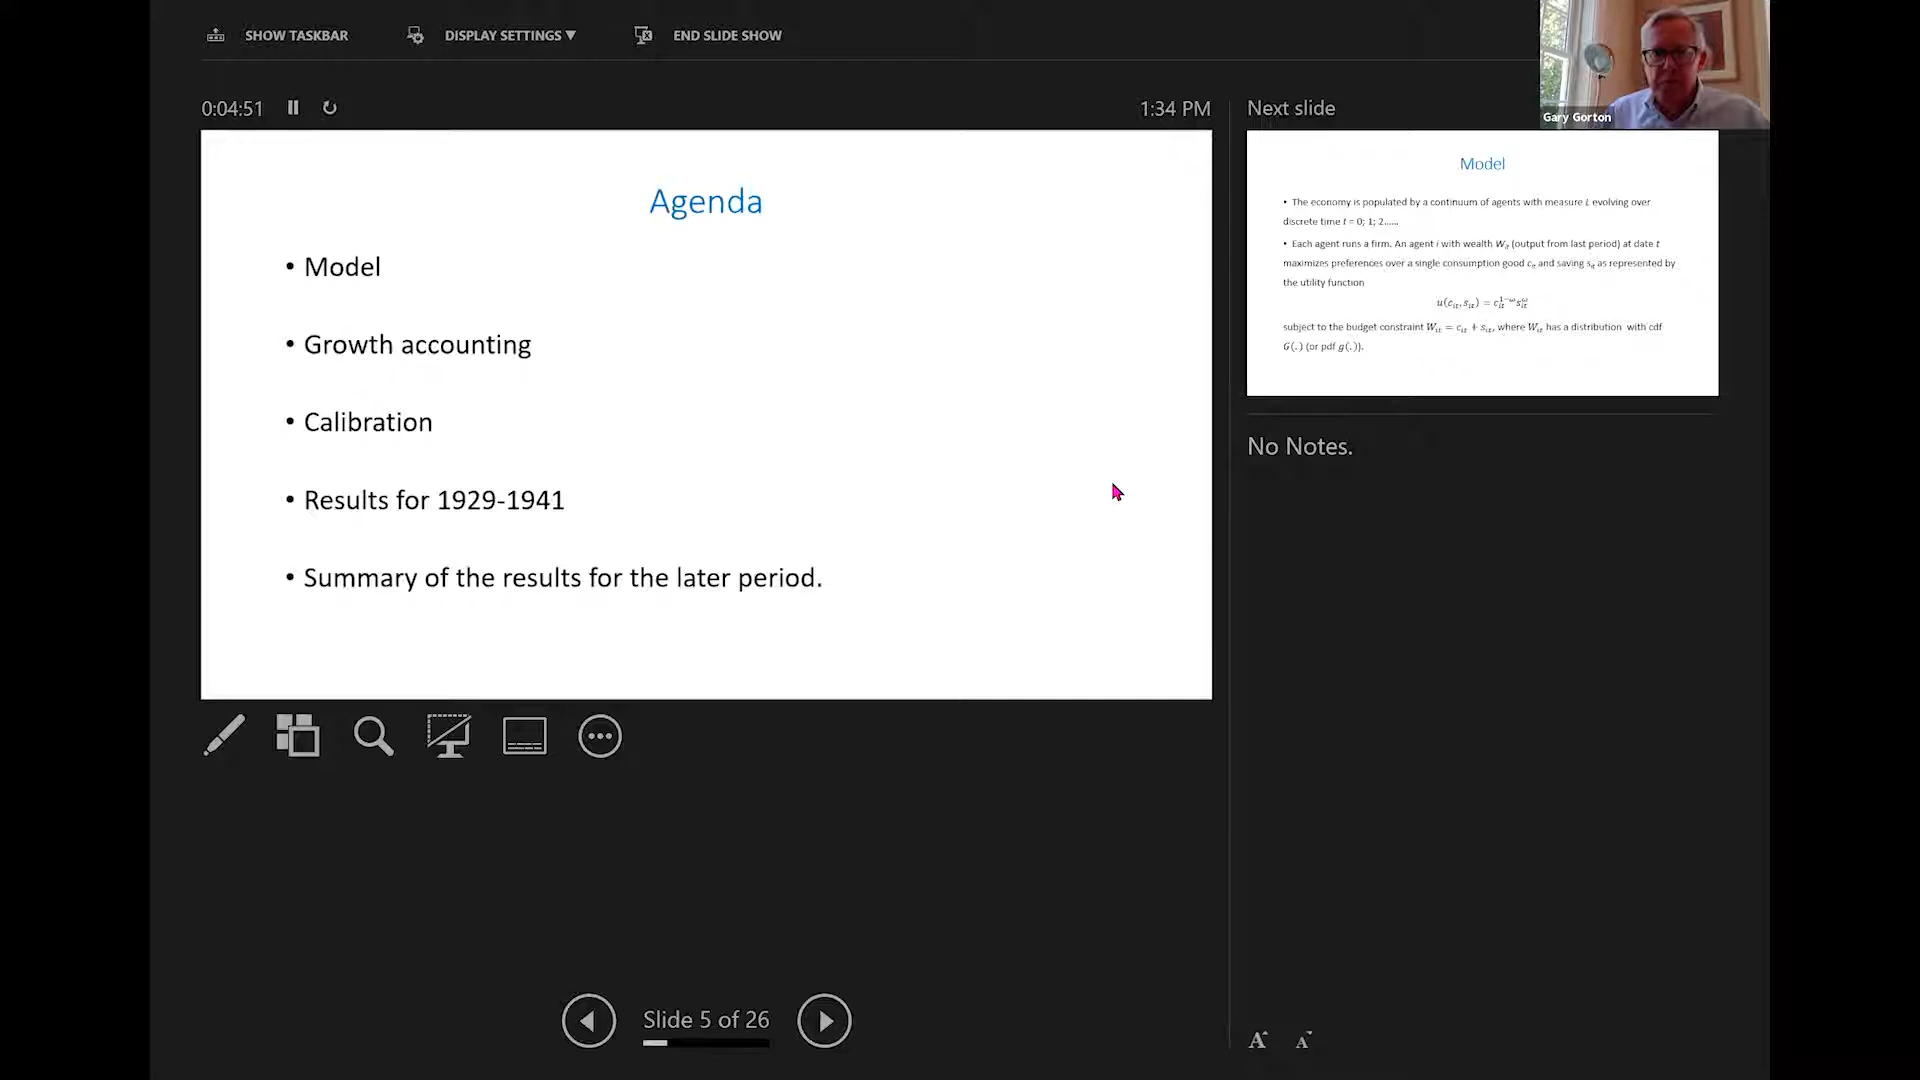 SHOW TASKBAR
DISPLAY SETTINGS ▼
END SLIDE SHOW
0:04:51
1:34 PM
Agenda
• Model
• Growth accounting
• Calibration
• Results for 1929-1941
• Summary of the results for the later period.
Slide 5 of 26
Gary Gorton
Next slide
Model
• The economy is populated by a continuum of agents with measure L evolving over
discrete time t = 0; 1; 2......
• Each agent runs a firm. An agent i with wealth W_it (output from last period) at date t
maximizes preferences over a single consumption good c_it and saving s_it as represented by
the utility function
u(c_it, s_it) = c_it^{1-ω} s_it^ω
subject to the budget constraint W_it = c_it + s_it, where W_it has a distribution with cdf
G(.) (or pdf g(.)).
No Notes.
A A